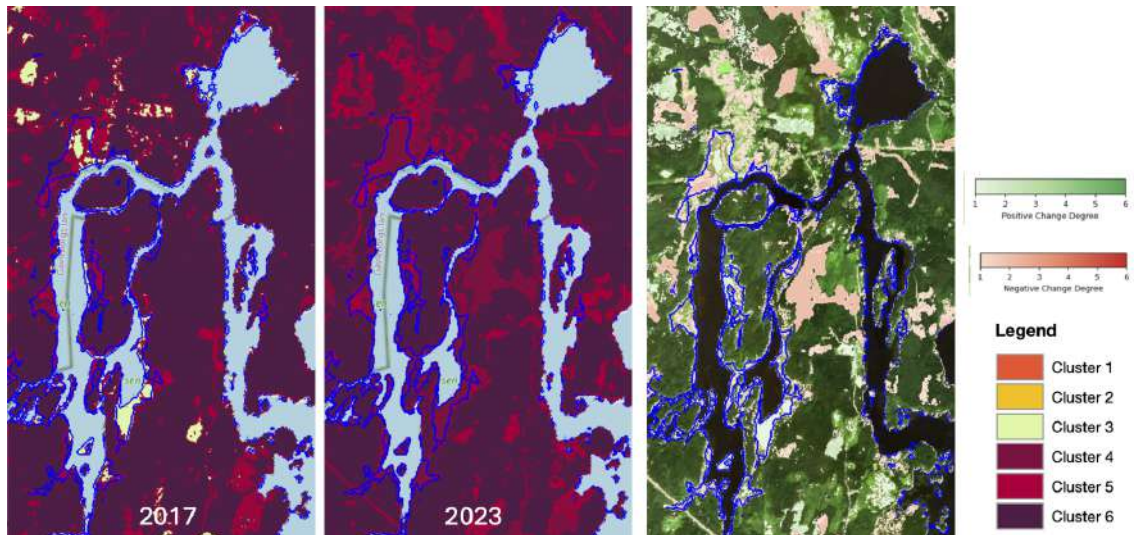 2017
2023
1 2 3 4 5 6
Positive Change Degree
1 2 3 4 5 6
Negative Change Degree
Legend
Cluster 1
Cluster 2
Cluster 3
Cluster 4
Cluster 5
Cluster 6